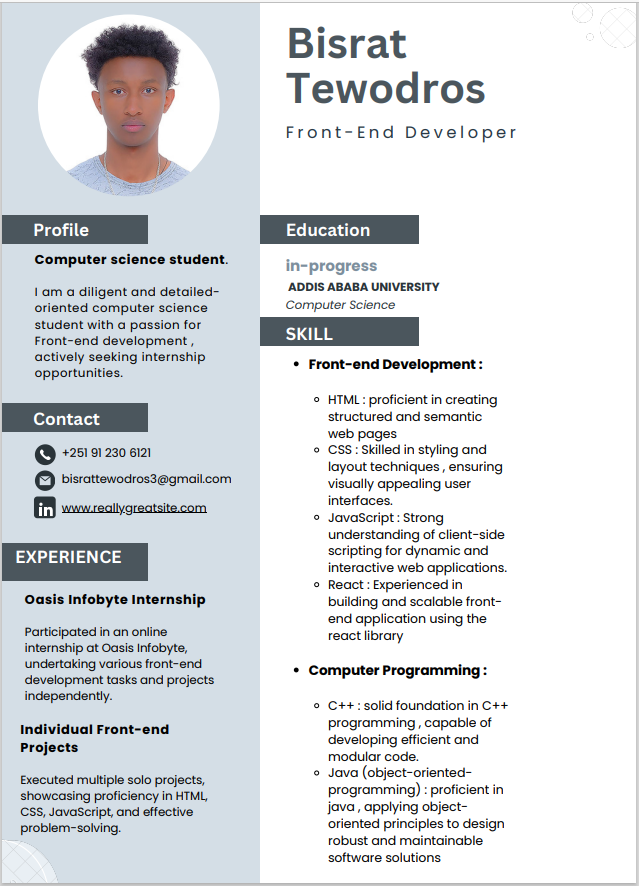 Bisrat
Tewodros
Front-End Developer
Profile
Computer science student.
I am a diligent and detailed-
oriented computer science
student with a passion for
Front-end development ,
actively seeking internship
opportunities.
Contact
+251 91 230 6121
bisrattewodros3@gmail.com
in
www.reallygreatsite.com
EXPERIENCE
Oasis Infobyte Internship
Participated in an online
internship at Oasis Infobyte,
undertaking various front-end
development tasks and projects
independently.
Individual Front-end
Projects
Executed multiple solo projects,
showcasing proficiency in HTML,
CSS, JavaScript, and effective
problem-solving.
Education
in-progress
ADDIS ABABA UNIVERSITY
Computer Science
SKILL
• Front-end Development :
○ HTML : proficient in creating
structured and semantic
web pages
○ CSS : Skilled in styling and
layout techniques , ensuring
visually appealing user
interfaces.
○ JavaScript : Strong
understanding of client-side
scripting for dynamic and
interactive web applications.
○ React : Experienced in
building and scalable front-
end application using the
react library
• Computer Programming :
○ C++ : solid foundation in C++
programming , capable of
developing efficient and
modular code.
○ Java (object-oriented-
programming) : proficient in
java , applying object-
oriented principles to design
robust and maintainable
software solutions